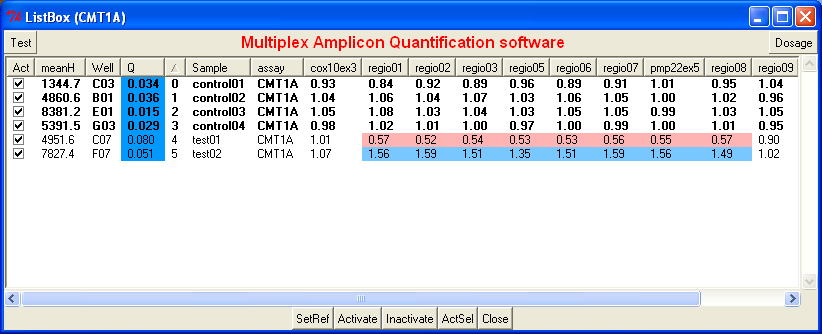 ListBox (CMT1A)
Test Multiplex Amplicon Quantification software Dosage
Act meanH Well Q Sample assay cox10ex3 regio01 regio02 regio03 regio05 regio06 regio07 pmp22ex5 regio08 regio09
1344.7 C03 0.034 0 control01 CMT1A 0.93 0.84 0.92 0.89 0.96 0.89 0.91 1.01 0.95 1.04
4860.6 B01 0.036 1 control02 CMT1A 1.04 1.06 1.04 1.07 1.03 1.06 1.05 1.00 1.02 0.96
8381.2 E01 0.015 2 control03 CMT1A 1.05 1.08 1.03 1.04 1.03 1.05 1.05 0.99 1.03 1.05
5391.5 G03 0.029 3 control04 CMT1A 0.98 1.02 1.01 1.00 0.97 1.00 0.99 1.00 1.01 0.95
4951.6 C07 0.080 4 test01 CMT1A 1.01 0.57 0.52 0.54 0.53 0.53 0.56 0.55 0.57 0.90
7827.4 F07 0.051 5 test02 CMT1A 1.07 1.56 1.59 1.51 1.35 1.51 1.59 1.56 1.49 1.02
SetRef Activate Inactivate ActSel Close